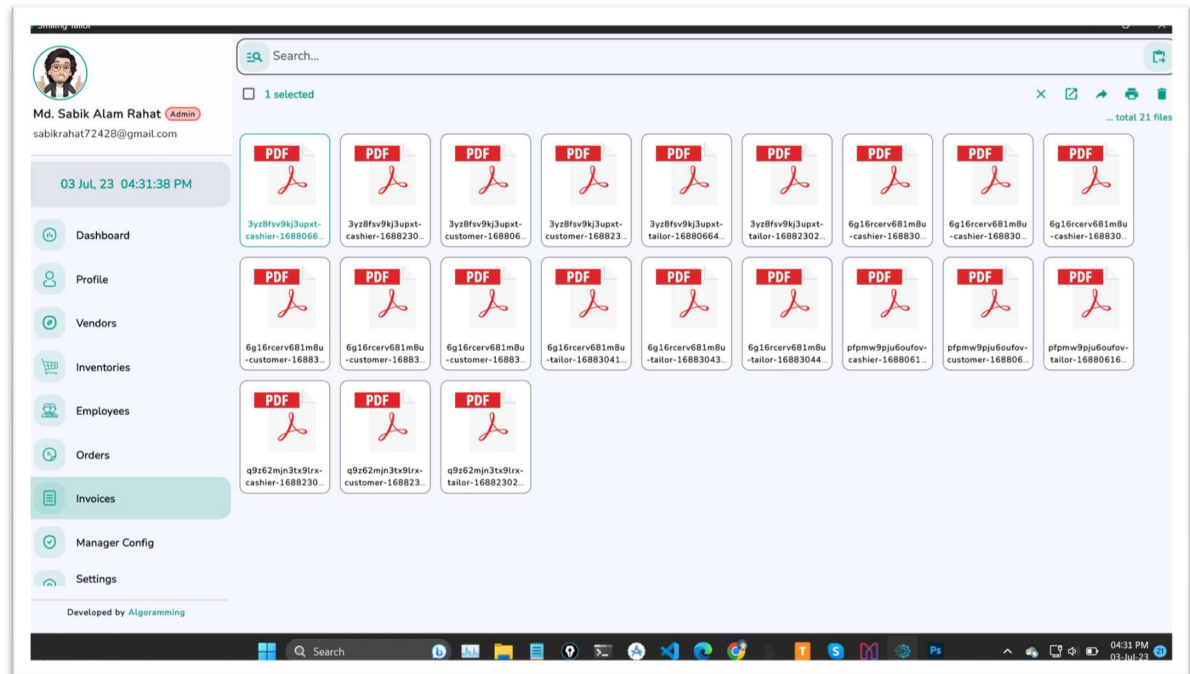 Smiling Tailor
Search...
1 selected
... total 21 files
Md. Sabik Alam Rahat Admin
sabikrahat72428@gmail.com
03 Jul, 23 04:31:38 PM
Dashboard
Profile
Vendors
Inventories
Employees
Orders
Invoices
Manager Config
Settings
Developed by Algoramming
PDF PDF PDF PDF PDF PDF PDF PDF PDF
3yz8fsv9kj3upxt- 3yz8fsv9kj3upxt- 3yz8fsv9kj3upxt- 3yz8fsv9kj3upxt- 3yz8fsv9kj3upxt- 3yz8fsv9kj3upxt- 6g16rcerv681m8u 6g16rcerv681m8u 6g16rcerv681m8u
cashier-1688066... cashier-1688230... customer-168806... customer-168823... tailor-16880664... tailor-16882302... -cashier-168830... -cashier-168830... -cashier-168830...
PDF PDF PDF PDF PDF PDF PDF PDF PDF
6g16rcerv681m8u 6g16rcerv681m8u 6g16rcerv681m8u 6g16rcerv681m8u 6g16rcerv681m8u 6g16rcerv681m8u pfpmw9pju6oufov- pfpmw9pju6oufov- pfpmw9pju6oufov-
-customer-16883... -customer-16883... -customer-16883... -tailor-16883041... -tailor-16883043... -tailor-16883044... cashier-1688061... customer-168806... tailor-16880616...
PDF PDF PDF
q9z62mjn3tx9lrx- q9z62mjn3tx9lrx- q9z62mjn3tx9lrx-
cashier-1688230... customer-168823... tailor-16882302...
Search
T S Ps
04:31 PM
03-Jul-23
21